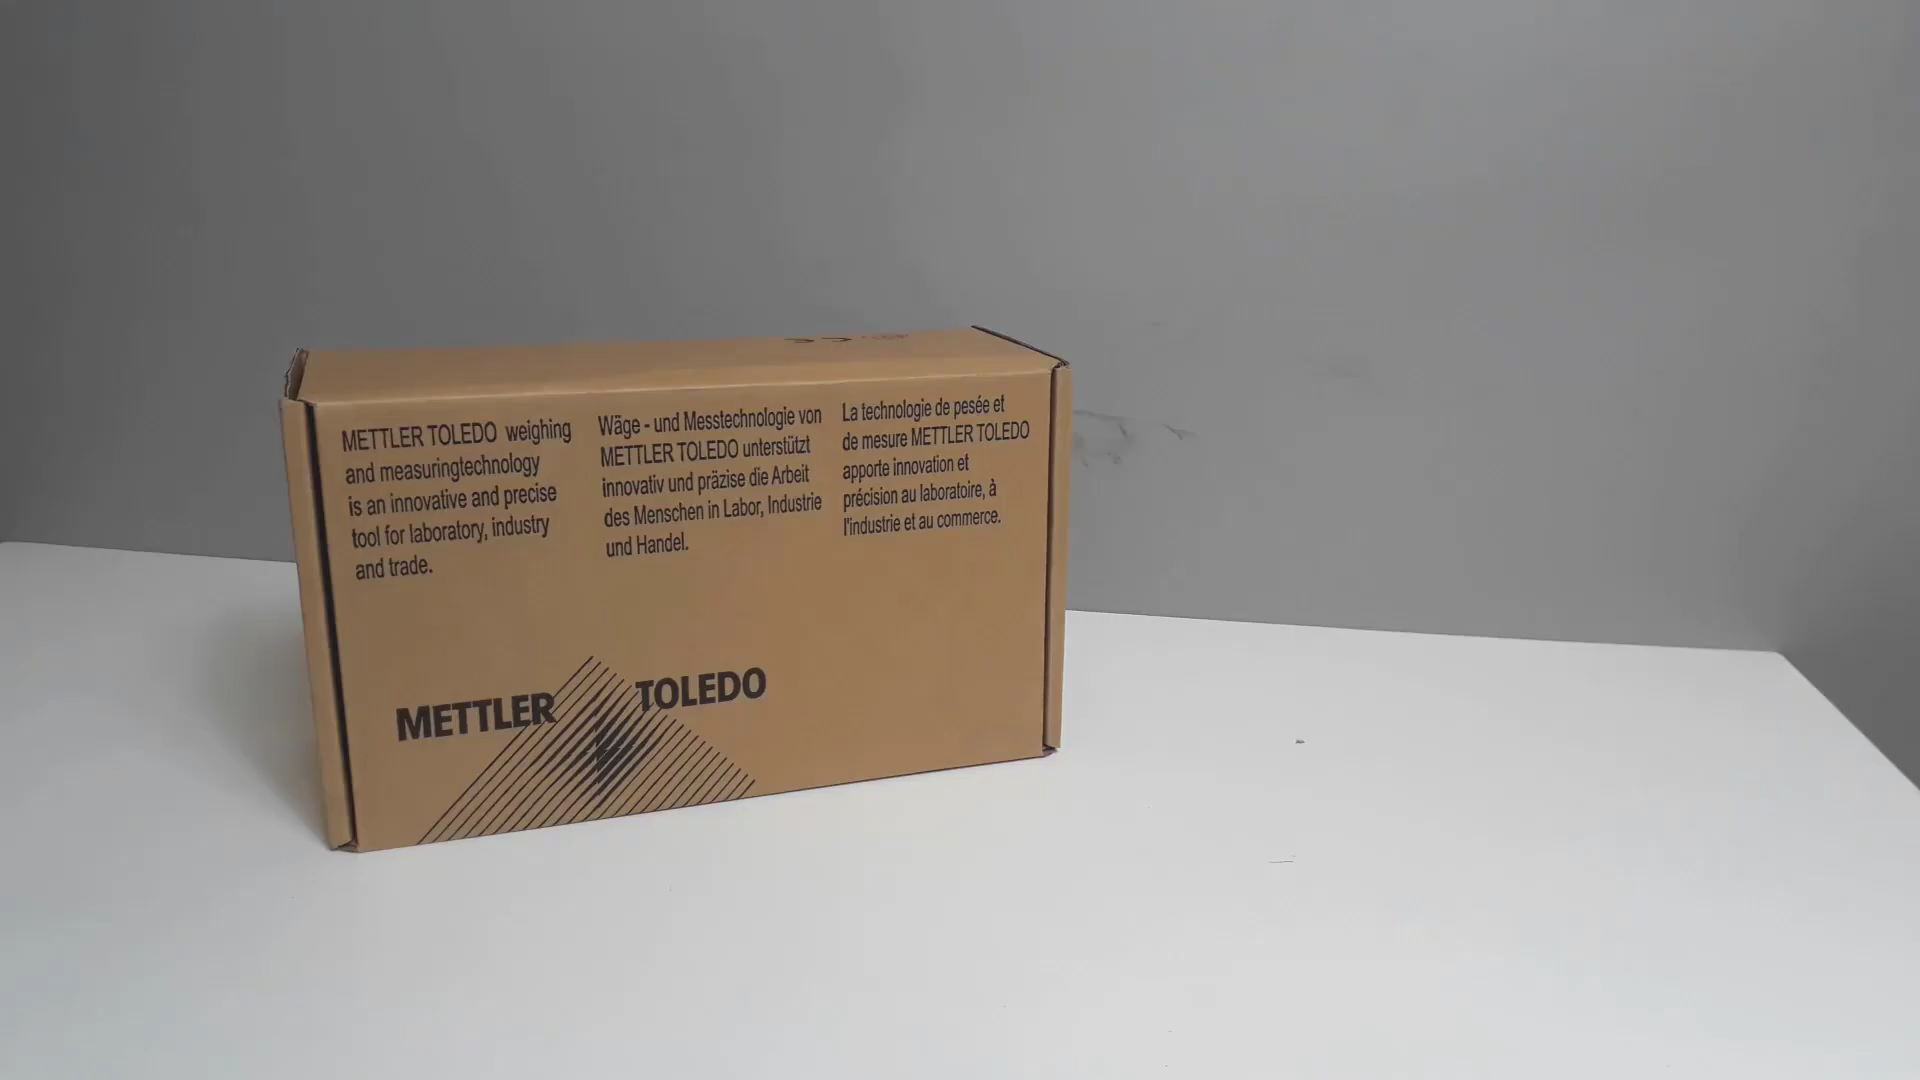 METTLER TOLEDO weighing
and measuringtechnology
is an innovative and precise
tool for laboratory, industry
and trade.
Wäge - und Messtechnologie von
METTLER TOLEDO unterstützt
innovativ und präzise die Arbeit
des Menschen in Labor, Industrie
und Handel.
La technologie de pesée et
de mesure METTLER TOLEDO
apporte innovation et
précision au laboratoire, à
l'industrie et au commerce.
METTLER TOLEDO